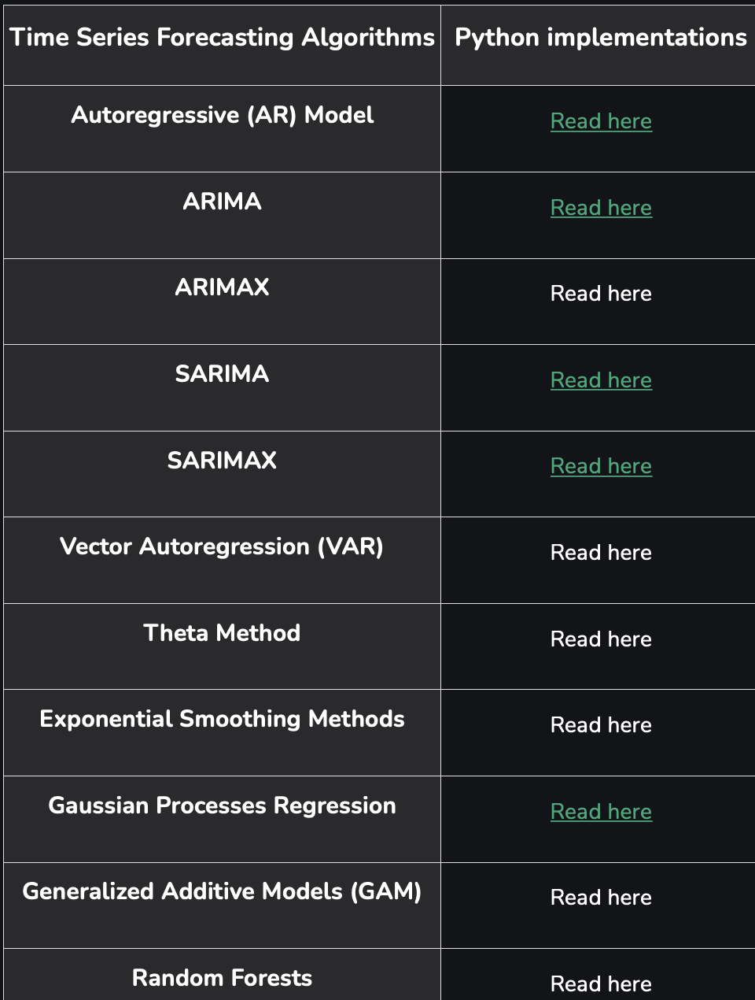 Time Series Forecasting Algorithms Python implementations
Autoregressive (AR) Model Read here
ARIMA Read here
ARIMAX Read here
SARIMA Read here
SARIMAX Read here
Vector Autoregression (VAR) Read here
Theta Method Read here
Exponential Smoothing Methods Read here
Gaussian Processes Regression Read here
Generalized Additive Models (GAM) Read here
Random Forests Read here